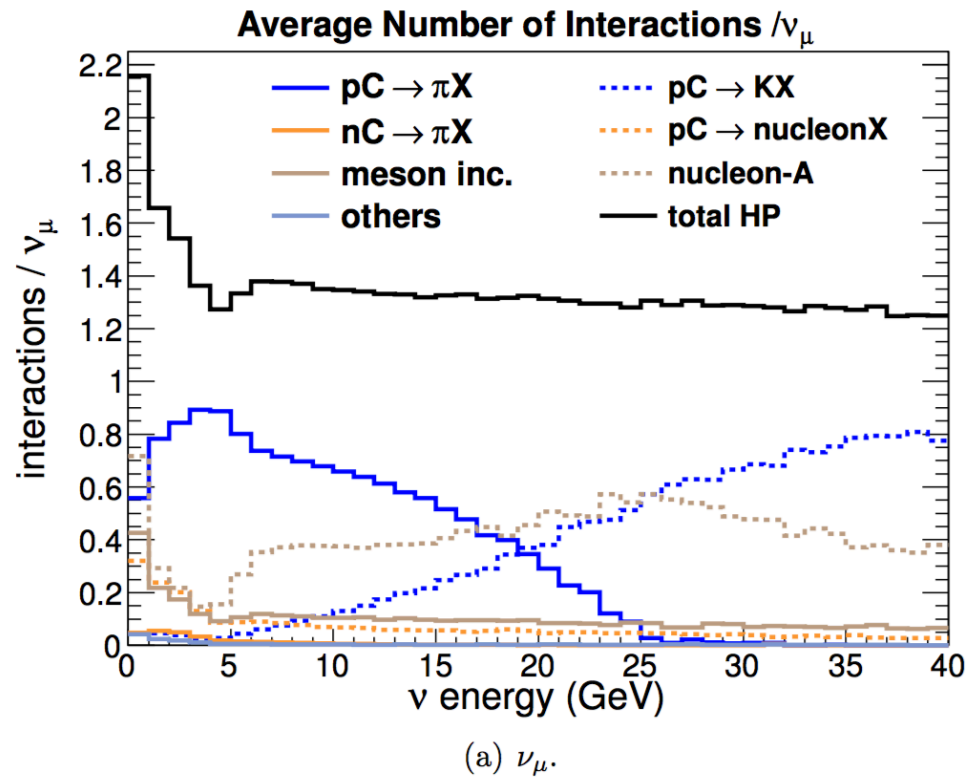 Average Number of Interactions /νμ
2.2
2
1.8
1.6
1.4
1.2
1
0.8
0.6
0.4
0.2
0
interactions / νμ
pC → πX
nC → πX
meson inc.
others
pC → KX
pC → nucleonX
nucleon-A
total HP
0 5 10 15 20 25 30 35 40
ν energy (GeV)
(a) νμ.